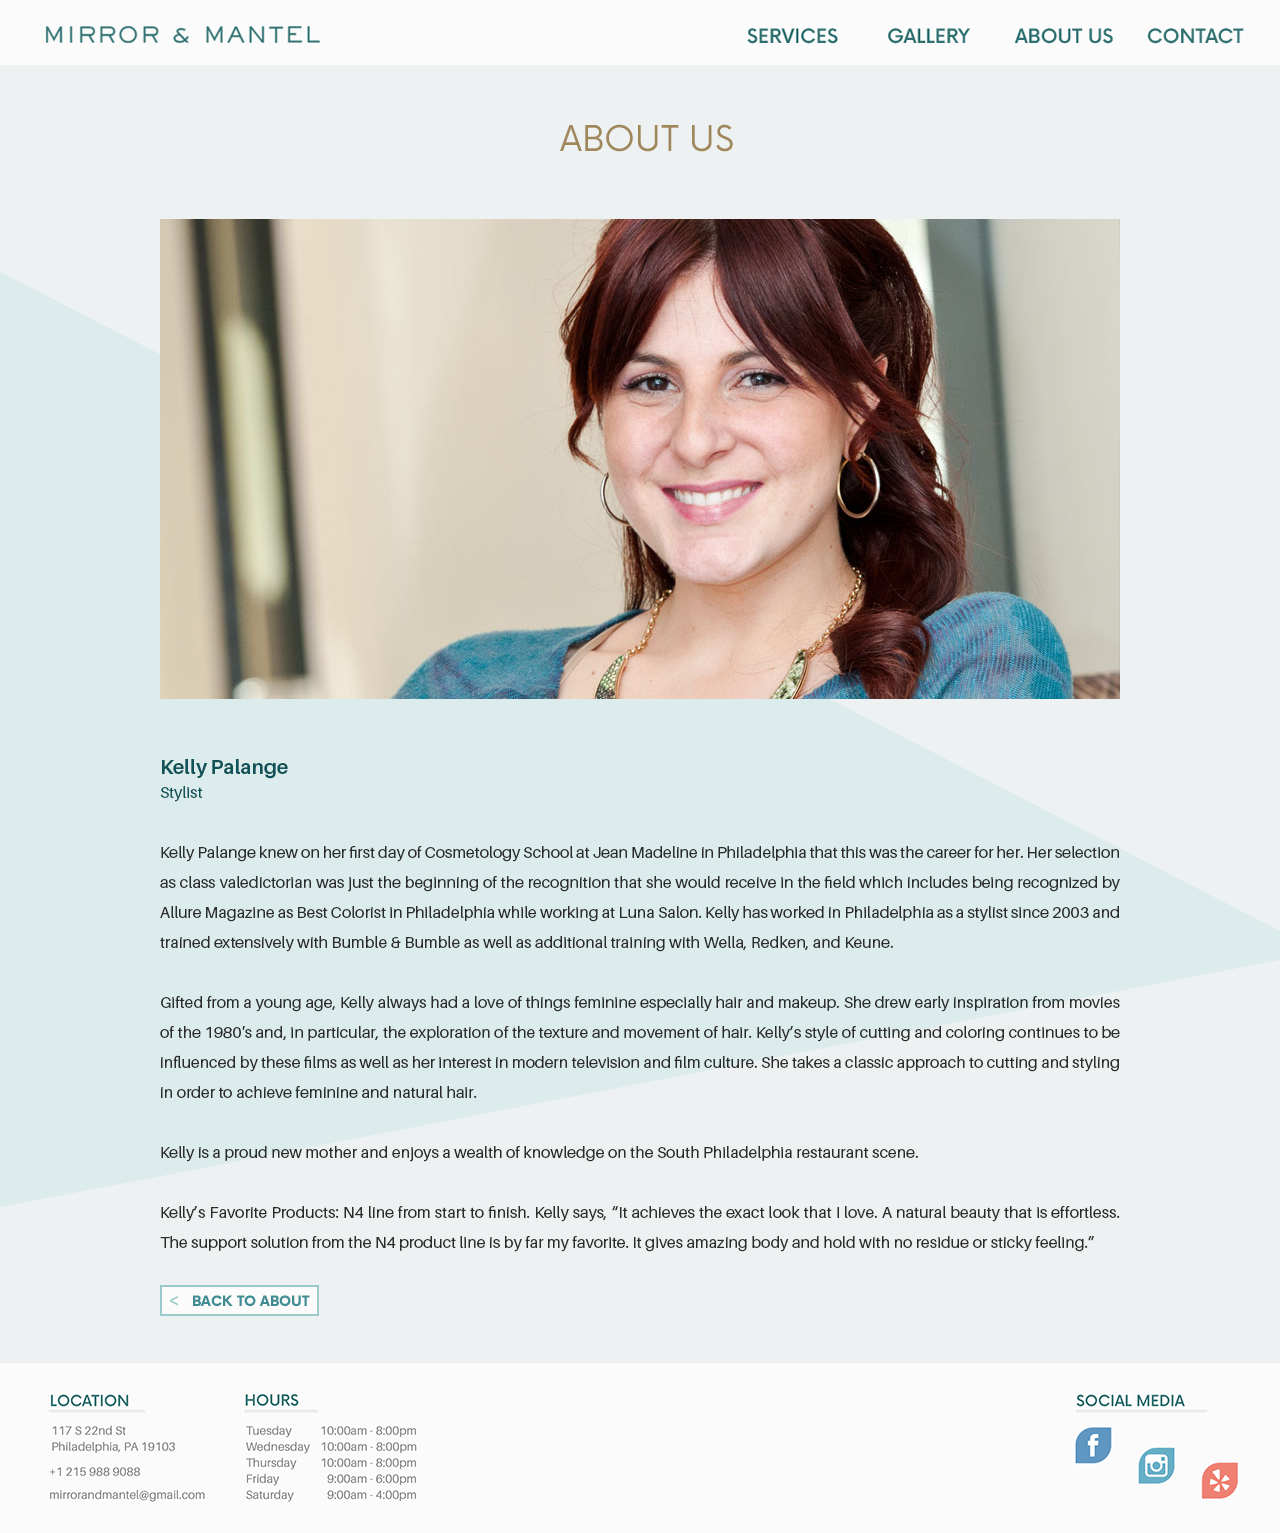 MIRROR & MANTEL
SERVICES GALLERY ABOUT US CONTACT
ABOUT US
Kelly Palange
Stylist
Kelly Palange knew on her first day of Cosmetology School at Jean Madeline in Philadelphia that this was the career for her. Her selection
as class valedictorian was just the beginning of the recognition that she would receive in the field which includes being recognized by
Allure Magazine as Best Colorist in Philadelphia while working at Luna Salon. Kelly has worked in Philadelphia as a stylist since 2003 and
trained extensively with Bumble & Bumble as well as additional training with Wella, Redken, and Keune.
Gifted from a young age, Kelly always had a love of things feminine especially hair and makeup. She drew early inspiration from movies
of the 1980’s and, in particular, the exploration of the texture and movement of hair. Kelly’s style of cutting and coloring continues to be
influenced by these films as well as her interest in modern television and film culture. She takes a classic approach to cutting and styling
in order to achieve feminine and natural hair.
Kelly is a proud new mother and enjoys a wealth of knowledge on the South Philadelphia restaurant scene.
Kelly’s Favorite Products: N4 line from start to finish. Kelly says, “It achieves the exact look that I love. A natural beauty that is effortless.
The support solution from the N4 product line is by far my favorite. It gives amazing body and hold with no residue or sticky feeling.”
< BACK TO ABOUT
LOCATION
117 S 22nd St
Philadelphia, PA 19103
+1 215 988 9088
mirrorandmantel@gmail.com
HOURS
Tuesday 10:00am - 8:00pm
Wednesday 10:00am - 8:00pm
Thursday 10:00am - 8:00pm
Friday 9:00am - 6:00pm
Saturday 9:00am - 4:00pm
SOCIAL MEDIA
f